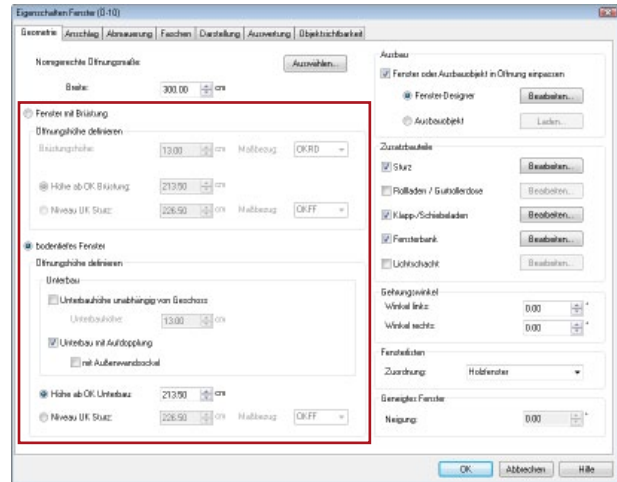 Eigenschaften Fenster (Ü-10)
Geometrie Anschlag Abmauerung Faschen Darstellung Auswertung Objektsichtbarkeit
Normgerechte Öffnungsmaße: Auswählen...
Breite: 300.00 cm
Fenster mit Brüstung
Öffnungshöhe definieren
Brüstungshöhe: 13.00 cm Maßbezug: OKRD
Höhe ab OK Brüstung: 213.50 cm
Niveau UK Sturz: 226.50 cm Maßbezug: OKFF
bodentiefes Fenster
Öffnungshöhe definieren
Unterbau
Unterbauhöhe unabhängig von Geschoss
Unterbauhöhe: 13.00 cm
Unterbau mit Aufdopplung
mit Außenwandsockel
Höhe ab OK Unterbau: 213.50 cm
Niveau UK Sturz: 226.50 cm Maßbezug: OKFF
Ausbau
Fenster oder Ausbauobjekt in Öffnung einpassen
Fenster-Designer Bearbeiten...
Ausbauobjekt Laden...
Zusatzbauteile
Sturz Bearbeiten...
Rollladen / Gurtrollerdose Bearbeiten...
Klapp-/Schiebeladen Bearbeiten...
Fensterbank Bearbeiten...
Lichtschacht Bearbeiten...
Gehrungswinkel
Winkel links: 0.00 °
Winkel rechts: 0.00 °
Fensterlisten
Zuordnung: Holzfenster
Geneigtes Fenster
Neigung: 0.00 °
OK Abbrechen Hilfe